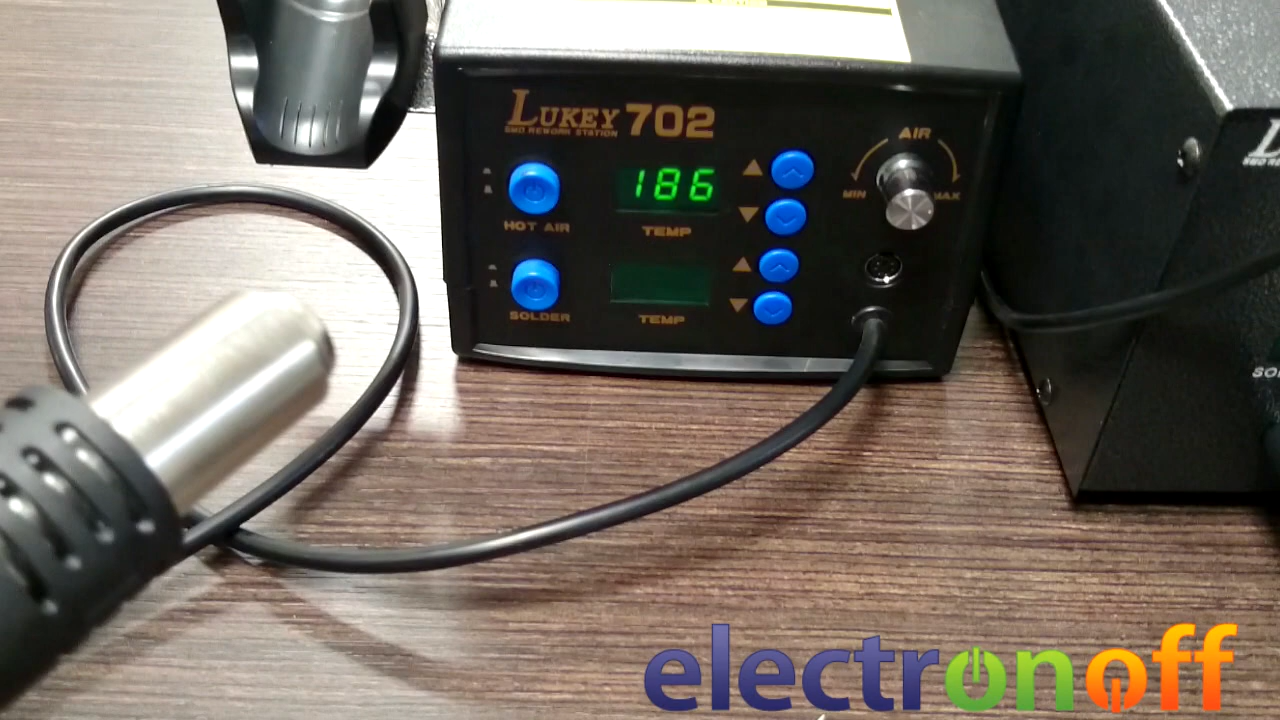 LUKEY 702
SMD REWORK STATION
AIR
MIN MAX
186
HOT AIR
TEMP
SOLDER
TEMP
electronoff